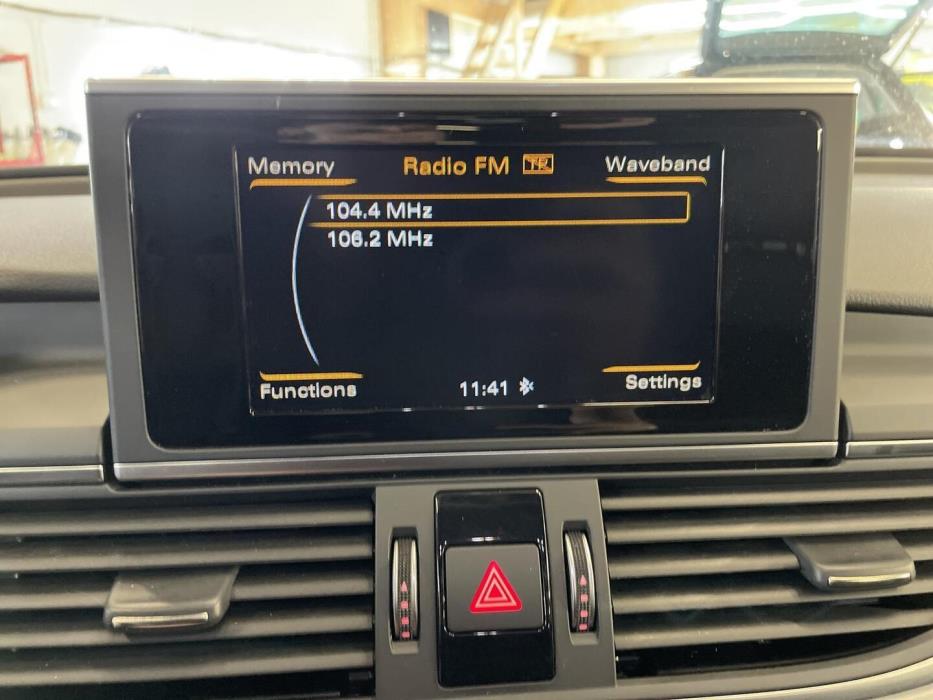 Memory Radio FM TP Waveband
104.4 MHz
106.2 MHz
Functions 11:41 Settings